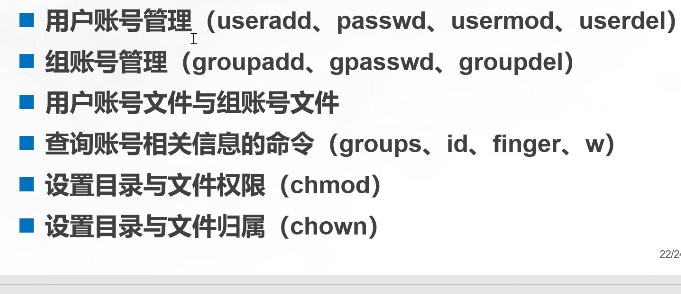 用户账号管理（useradd、passwd、usermod、userdel）
组账号管理（groupadd、gpasswd、groupdel）
用户账号文件与组账号文件
查询账号相关信息的命令（groups、id、finger、w）
设置目录与文件权限（chmod）
设置目录与文件归属（chown）
22/24